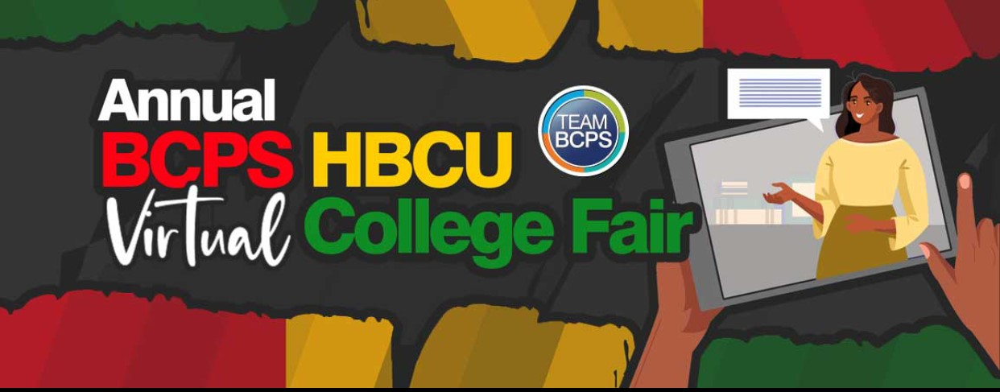 Annual
BCPS HBCU
Virtual College Fair
TEAM
BCPS